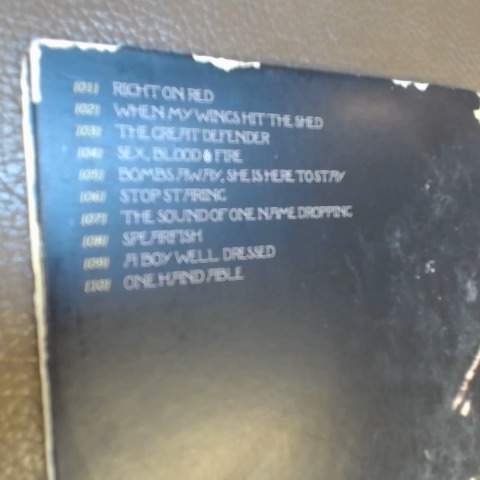 [01] RIGHT ON RED
[02] WHEN MY WINGS HIT THE SHED
[03] THE GREAT DEFENDER
[04] SEX, BLOOD & FIRE
[05] BOMBS AWAY, SHE IS HERE TO STAY
[06] STOP STARING
[07] THE SOUND OF ONE NAME DROPPING
[08] SPEARFISH
[09] A BOY WELL DRESSED
[10] ONE HAND ABLE